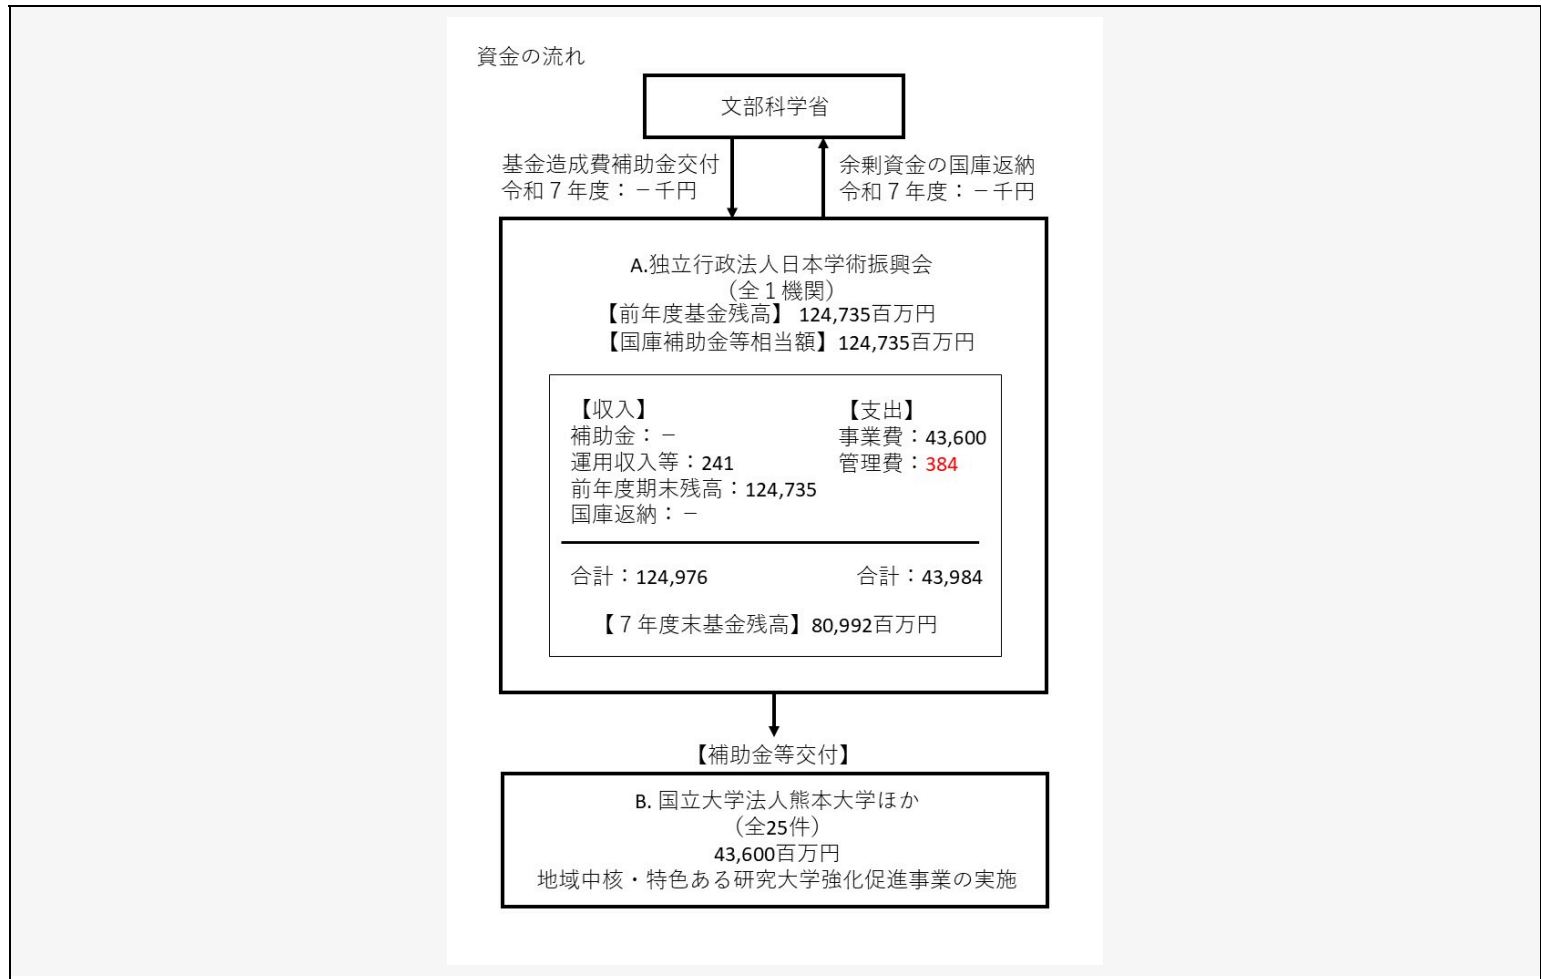 資金の流れ
文部科学省
基金造成費補助金交付
令和７年度：－千円
余剰資金の国庫返納
令和７年度：－千円
A.独立行政法人日本学術振興会
（全１機関）
【前年度基金残高】 124,735百万円
【国庫補助金等相当額】124,735百万円
【収入】
補助金：－
運用収入等：241
前年度期末残高：124,735
国庫返納：－
【支出】
事業費：43,600
管理費：384
合計：124,976
合計：43,984
【７年度末基金残高】80,992百万円
【補助金等交付】
B. 国立大学法人熊本大学ほか
（全25件）
43,600百万円
地域中核・特色ある研究大学強化促進事業の実施